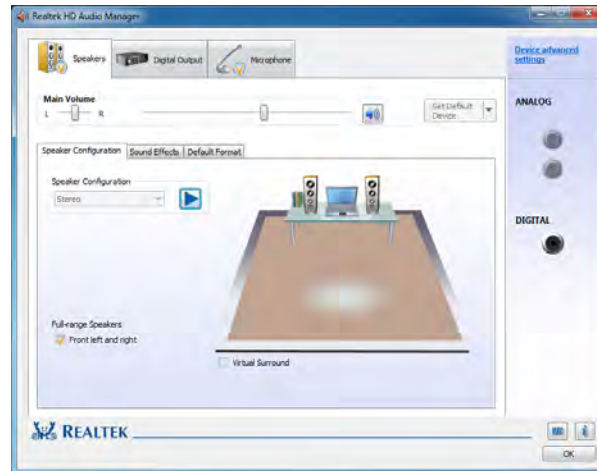 Realtek HD Audio Manager
Speakers
Digital Output
Microphone
Device advanced
settings
Main Volume
L
R
Set Default
Device
ANALOG
Speaker Configuration
Sound Effects
Default Format
Speaker Configuration
Stereo
DIGITAL
Full-range Speakers
Front left and right
Virtual Surround
REALTEK
OK